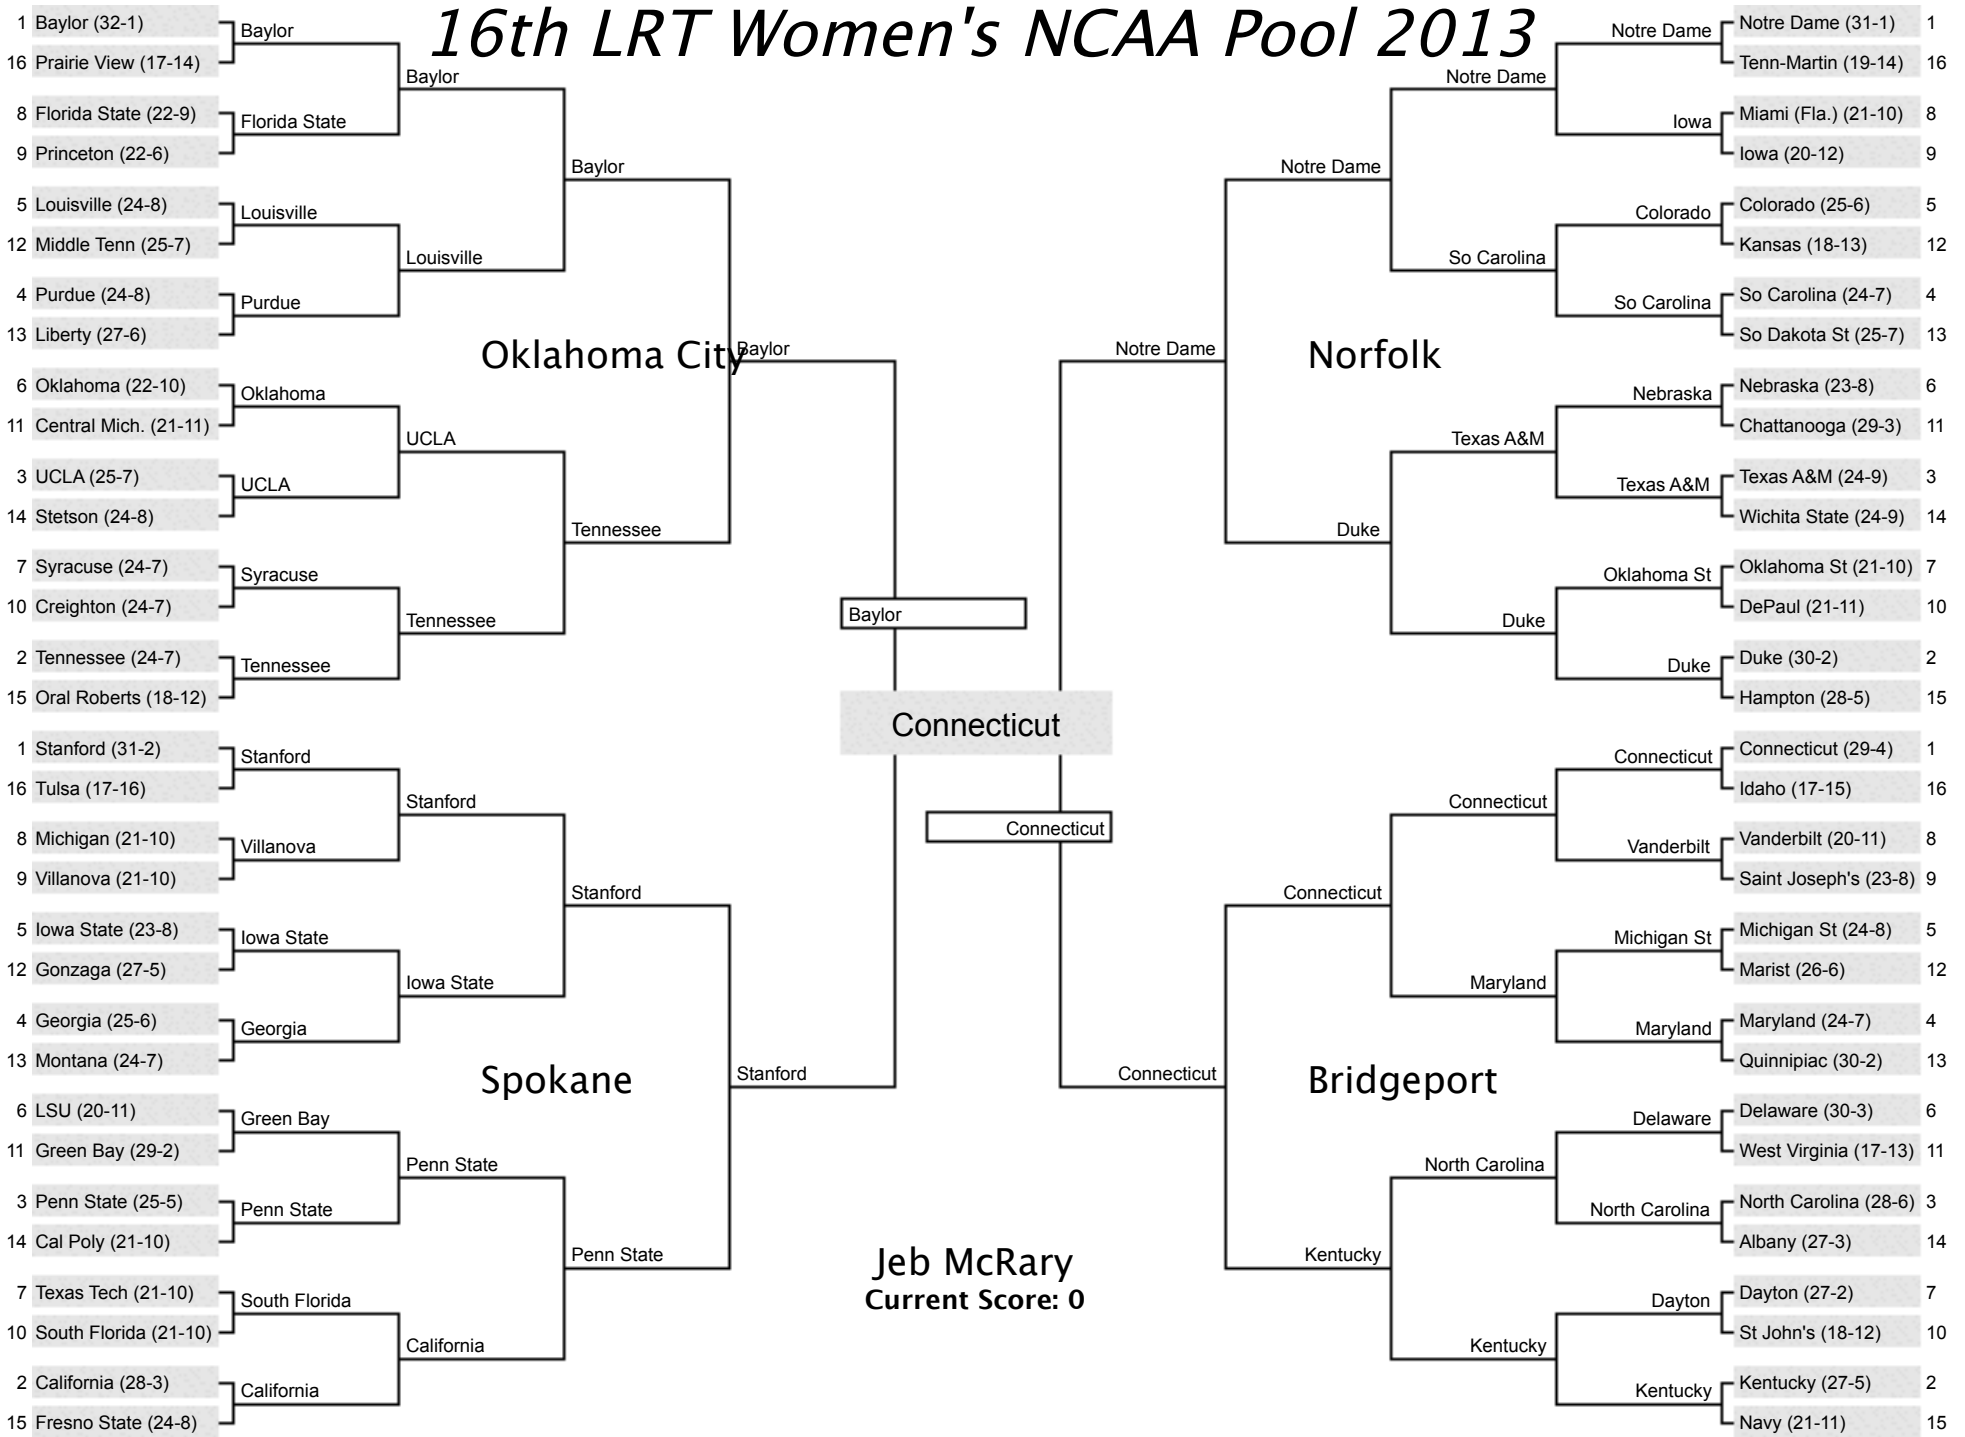 16th LRT Women's NCAA Pool 2013
1 Baylor (32-1)
16 Prairie View (17-14)
8 Florida State (22-9)
9 Princeton (22-6)
5 Louisville (24-8)
12 Middle Tenn (25-7)
4 Purdue (24-8)
13 Liberty (27-6)
6 Oklahoma (22-10)
11 Central Mich. (21-11)
3 UCLA (25-7)
14 Stetson (24-8)
7 Syracuse (24-7)
10 Creighton (24-7)
2 Tennessee (24-7)
15 Oral Roberts (18-12)
1 Stanford (31-2)
16 Tulsa (17-16)
8 Michigan (21-10)
9 Villanova (21-10)
5 Iowa State (23-8)
12 Gonzaga (27-5)
4 Georgia (25-6)
13 Montana (24-7)
6 LSU (20-11)
11 Green Bay (29-2)
3 Penn State (25-5)
14 Cal Poly (21-10)
7 Texas Tech (21-10)
10 South Florida (21-10)
2 California (28-3)
15 Fresno State (24-8)
Baylor
Florida State
Louisville
Purdue
Oklahoma
UCLA
Syracuse
Tennessee
Stanford
Villanova
Iowa State
Georgia
Green Bay
Penn State
South Florida
California
Baylor
Louisville
UCLA
Tennessee
Stanford
Iowa State
Penn State
California
Baylor
Tennessee
Stanford
Penn State
Oklahoma City
Spokane
Baylor
Stanford
Baylor
Connecticut
Connecticut
Jeb McRary
Current Score: 0
Notre Dame
Connecticut
Norfolk
Bridgeport
Notre Dame
Duke
Connecticut
Kentucky
Notre Dame
So Carolina
Texas A&M
Duke
Connecticut
Maryland
North Carolina
Kentucky
Notre Dame
Iowa
Colorado
So Carolina
Nebraska
Texas A&M
Oklahoma St
Duke
Connecticut
Vanderbilt
Michigan St
Maryland
Delaware
North Carolina
Dayton
Kentucky
Notre Dame (31-1) 1
Tenn-Martin (19-14) 16
Miami (Fla.) (21-10) 8
Iowa (20-12) 9
Colorado (25-6) 5
Kansas (18-13) 12
So Carolina (24-7) 4
So Dakota St (25-7) 13
Nebraska (23-8) 6
Chattanooga (29-3) 11
Texas A&M (24-9) 3
Wichita State (24-9) 14
Oklahoma St (21-10) 7
DePaul (21-11) 10
Duke (30-2) 2
Hampton (28-5) 15
Connecticut (29-4) 1
Idaho (17-15) 16
Vanderbilt (20-11) 8
Saint Joseph's (23-8) 9
Michigan St (24-8) 5
Marist (26-6) 12
Maryland (24-7) 4
Quinnipiac (30-2) 13
Delaware (30-3) 6
West Virginia (17-13) 11
North Carolina (28-6) 3
Albany (27-3) 14
Dayton (27-2) 7
St John's (18-12) 10
Kentucky (27-5) 2
Navy (21-11) 15